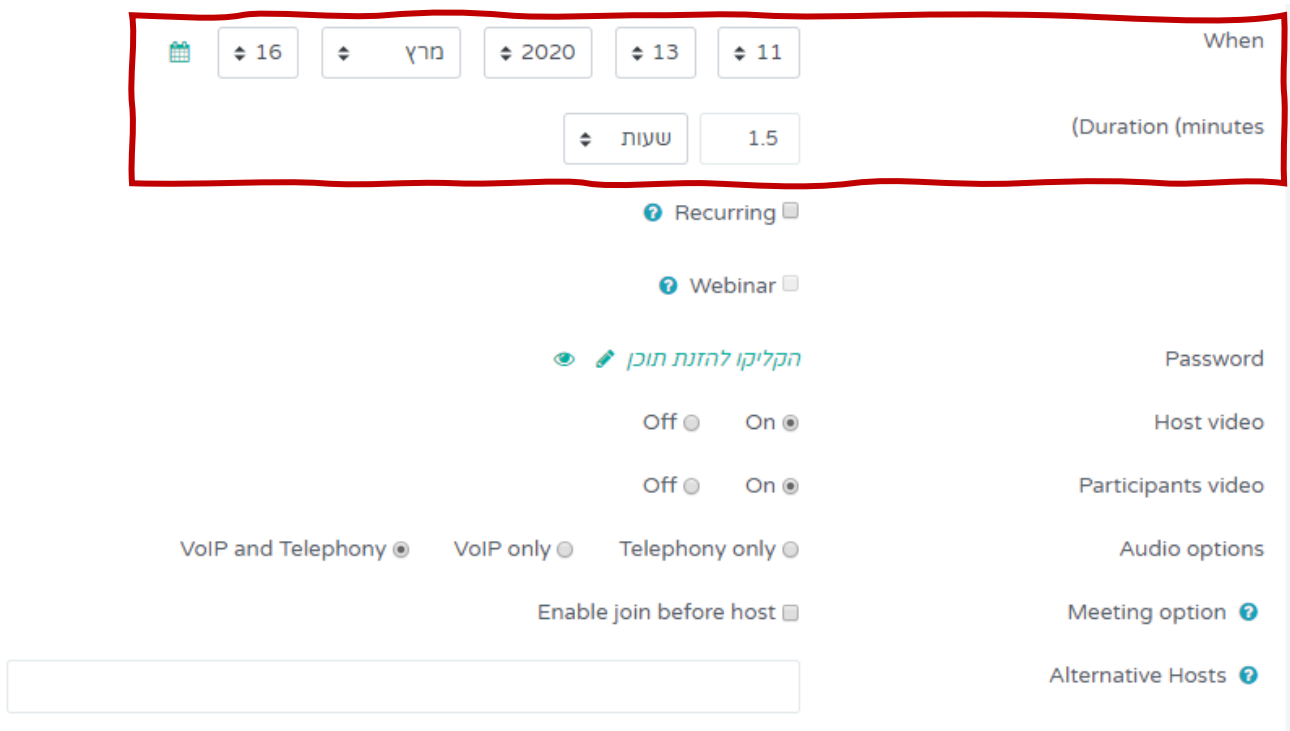 When 11 13 2020 מרץ 16
(Duration (minutes 1.5 שעות
Recurring
Webinar
Password הקליקו להזנת תוכן
Host video On Off
Participants video On Off
Audio options Telephony only VoIP only VoIP and Telephony
Meeting option Enable join before host
Alternative Hosts